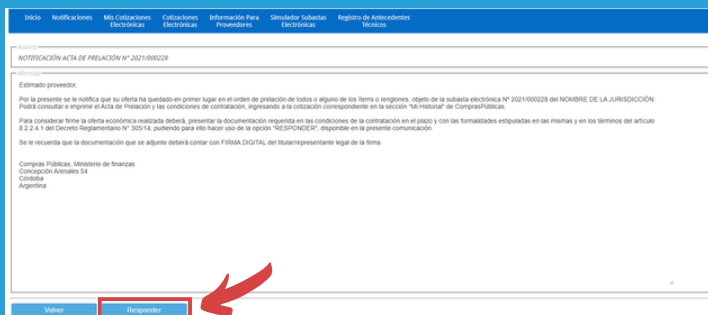 Inicio Notificaciones Mis Cotizaciones Electrónicas Cotizaciones Electrónicas Información Para Proveedores Simulador Subastas Electrónicas Registro de Antecedentes Técnicos
Asunto
NOTIFICACIÓN ACTA DE PRELACIÓN N° 2021/000228
Mensaje
Estimado proveedor,
Por la presente se le notifica que su oferta ha quedado en primer lugar en el orden de prelación de todos o alguno de los ítems o renglones, objeto de la subasta electrónica N° 2021/000228 del NOMBRE DE LA JURISDICCIÓN.
Podrá consultar e imprimir el Acta de Prelación y las condiciones de contratación, ingresando a la cotización correspondiente en la sección "Mi Historial" de ComprasPúblicas.
Para considerar firme la oferta económica realizada deberá, presentar la documentación requerida en las condiciones de la contratación en el plazo y con las formalidades estipuladas en las mismas y en los términos del artículo
8.2.2.4.1 del Decreto Reglamentario N° 305/14; pudiendo para ello hacer uso de la opción "RESPONDER", disponible en la presente comunicación.
Se le recuerda que la documentación que se adjunte deberá contar con FIRMA DIGITAL del titular/representante legal de la firma.
Compras Públicas, Ministerio de finanzas
Concepción Arenales 54
Córdoba
Argentina
Volver Responder